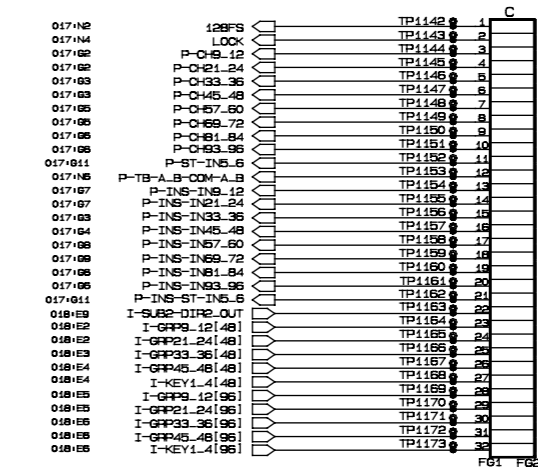 C
017:N2 128FS TP1142 1
017:N4 LOCK TP1143 2
017:G2 P-CH9_12 TP1144 3
017:G2 P-CH21_24 TP1145 4
017:G3 P-CH33_36 TP1146 5
017:G3 P-CH45_48 TP1147 6
017:G5 P-CH57_60 TP1148 7
017:G5 P-CH69_72 TP1149 8
017:G6 P-CH81_84 TP1150 9
017:G6 P-CH93_96 TP1151 10
017:G11 P-ST-IN5_6 TP1152 11
017:N6 P-TB-A_B-COM-A_B TP1153 12
017:G7 P-INS-IN9_12 TP1154 13
017:G7 P-INS-IN21_24 TP1155 14
017:G3 P-INS-IN33_36 TP1156 15
017:G4 P-INS-IN45_48 TP1157 16
017:G8 P-INS-IN57_60 TP1158 17
017:G9 P-INS-IN69_72 TP1159 18
017:G6 P-INS-IN81_84 TP1160 19
017:G6 P-INS-IN93_96 TP1161 20
017:G11 P-INS-ST-IN5_6 TP1162 21
018:E9 I-SUB2-DIR2_OUT TP1163 22
018:E2 I-GRP9_12[48] TP1164 23
018:E2 I-GRP21_24[48] TP1165 24
018:E3 I-GRP33_36[48] TP1166 25
018:E4 I-GRP45_48[48] TP1167 26
018:E4 I-KEY1_4[48] TP1168 27
018:E5 I-GRP9_12[96] TP1169 28
018:E5 I-GRP21_24[96] TP1170 29
018:E6 I-GRP33_36[96] TP1171 30
018:E6 I-GRP45_48[96] TP1172 31
018:E6 I-KEY1_4[96] TP1173 32
FG1 FG2